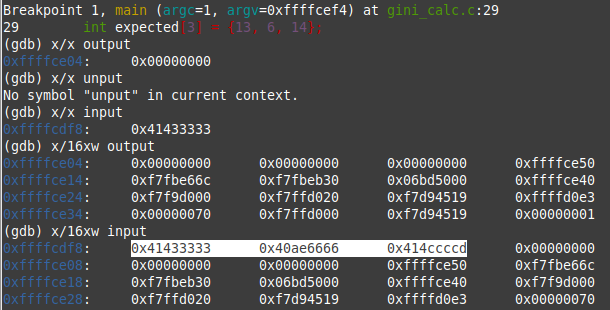 Breakpoint 1, main (argc=1, argv=0xffffcef4) at gini_calc.c:29
29 int expected[3] = {13, 6, 14};
(gdb) x/x output
0xffffce04: 0x00000000
(gdb) x/x unput
No symbol "unput" in current context.
(gdb) x/x input
0xffffcdf8: 0x41433333
(gdb) x/16xw output
0xffffce04: 0x00000000 0x00000000 0x00000000 0xffffce50
0xffffce14: 0xf7fbe66c 0xf7fbeb30 0x06bd5000 0xffffce40
0xffffce24: 0xf7f9d000 0xf7ffd020 0xf7d94519 0xffffd0e3
0xffffce34: 0x00000070 0xf7ffd000 0xf7d94519 0x00000001
(gdb) x/16xw input
0xffffcdf8: 0x41433333 0x40ae6666 0x414ccccd 0x00000000
0xffffce08: 0x00000000 0x00000000 0xffffce50 0xf7fbe66c
0xffffce18: 0xf7fbeb30 0x06bd5000 0xffffce40 0xf7f9d000
0xffffce28: 0xf7ffd020 0xf7d94519 0xffffd0e3 0x00000070